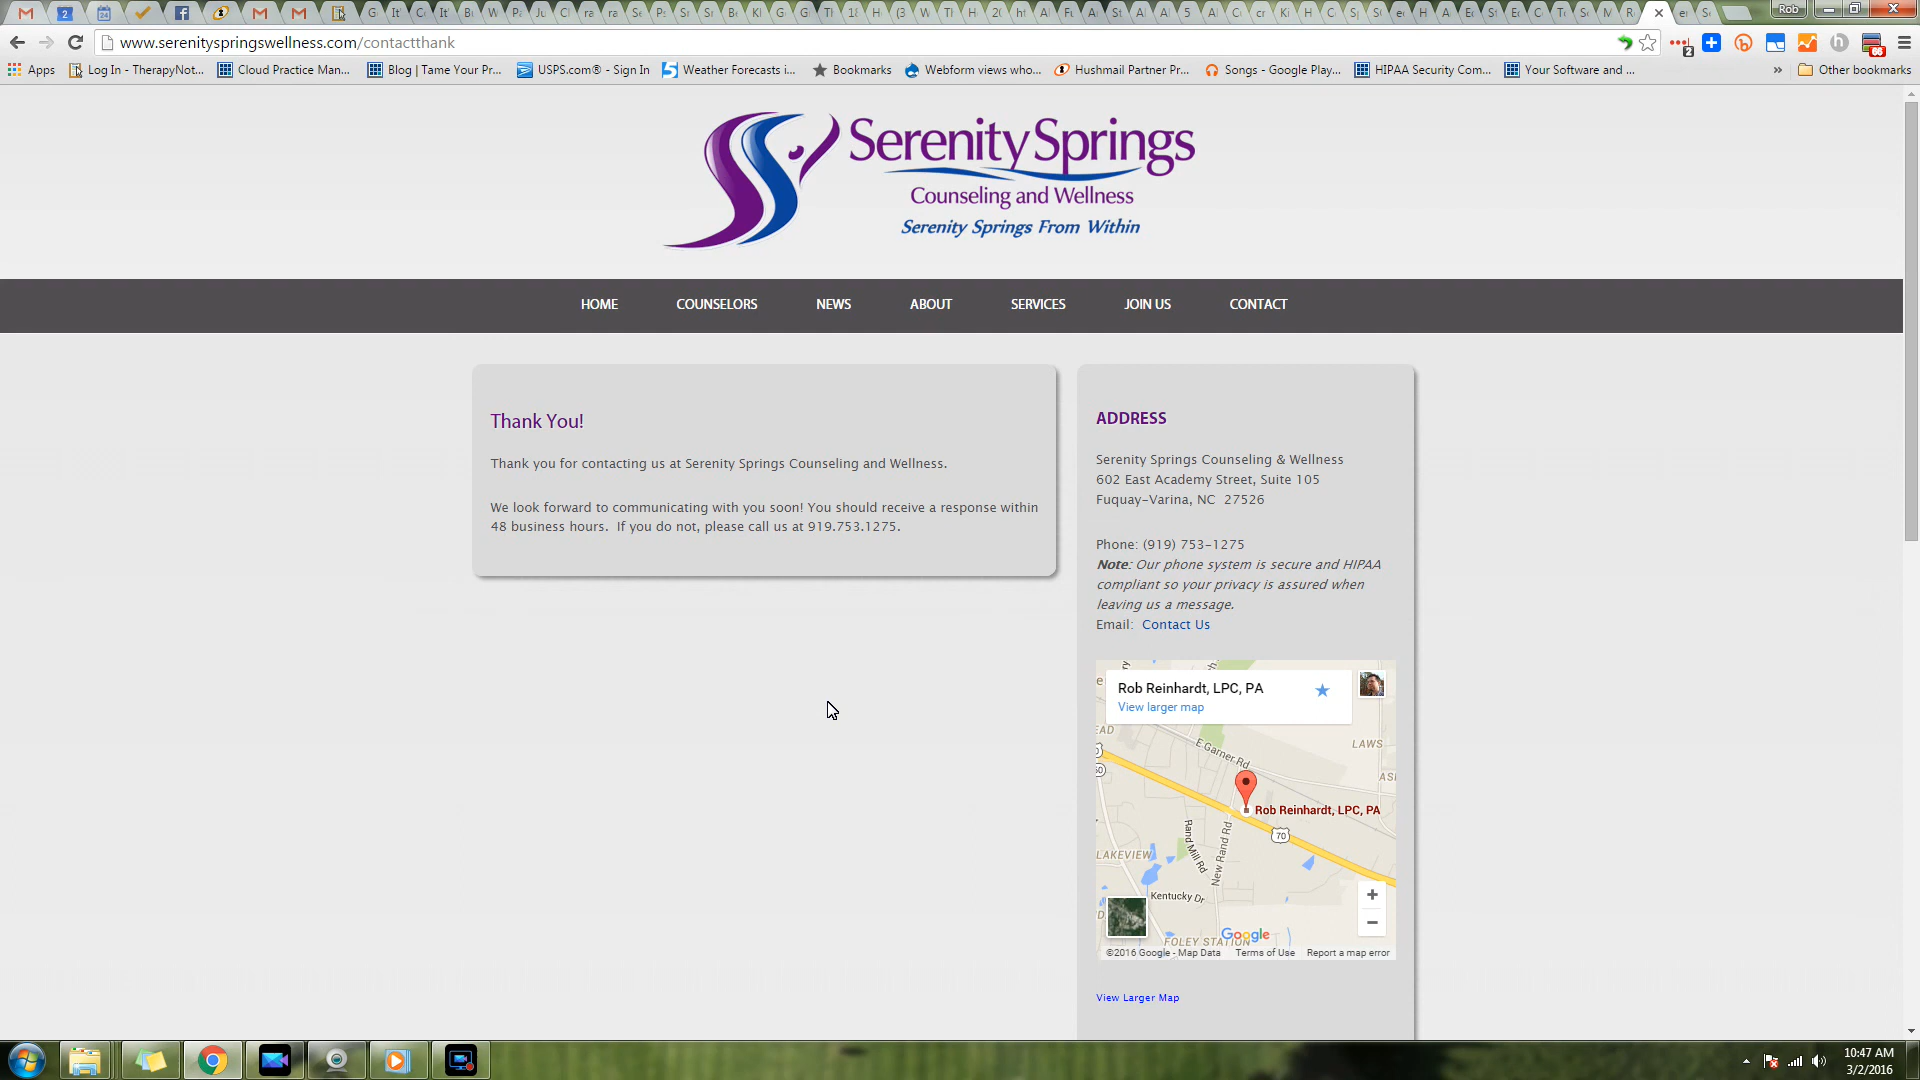 Rob
www.serenityspringswellness.com/contactthank
Apps
Log In - TherapyNot...
Cloud Practice Man...
Blog | Tame Your Pr...
USPS.com® - Sign In
Weather Forecasts i...
Bookmarks
Webform views who...
Hushmail Partner Pr...
Songs - Google Play...
HIPAA Security Com...
Your Software and ...
»
Other bookmarks
Serenity Springs
Counseling and Wellness
Serenity Springs From Within
HOME
COUNSELORS
NEWS
ABOUT
SERVICES
JOIN US
CONTACT
Thank You!
Thank you for contacting us at Serenity Springs Counseling and Wellness.
We look forward to communicating with you soon! You should receive a response within
48 business hours.  If you do not, please call us at 919.753.1275.
ADDRESS
Serenity Springs Counseling & Wellness
602 East Academy Street, Suite 105
Fuquay-Varina, NC  27526
Phone: (919) 753-1275
Note: Our phone system is secure and HIPAA
compliant so your privacy is assured when
leaving us a message.
Email:  Contact Us
Rob Reinhardt, LPC, PA
View larger map
E Garner Rd
LAWS
Rob Reinhardt, LPC, PA
70
Rand Mill Rd
New Rand Rd
LAKEVIEW
Kentucky Dr
FOLEY STATION
Google
©2016 Google - Map Data
Terms of Use
Report a map error
View Larger Map
10:47 AM
3/2/2016